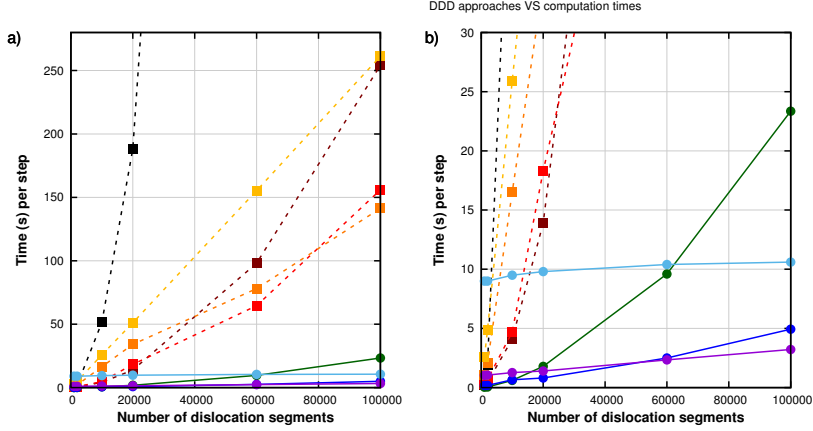 DDD approaches VS computation times
a)
250
200
150
100
50
0
0 20000 40000 60000 80000 100000
Time (s) per step
Number of dislocation segments
b)
30
25
20
15
10
5
0
0 20000 40000 60000 80000 100000
Time (s) per step
Number of dislocation segments